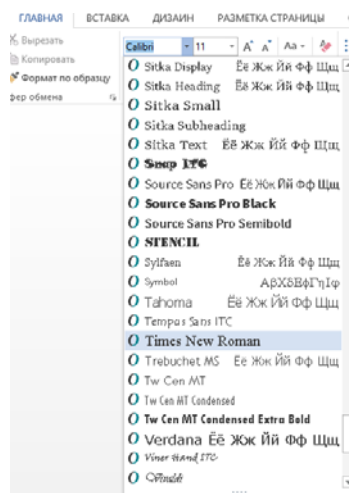 ГЛАВНАЯ ВСТАВКА ДИЗАЙН РАЗМЕТКА СТРАНИЦЫ
Вырезать
Копировать
Формат по образцу
фер обмена
Calibri 11 Aa
Sitka Display Ёё Жж Йй Фф Щщ
Sitka Heading Ёё Жж Йй Фф Щщ
Sitka Small
Sitka Subheading
Sitka Text Ёё Жж Йй Фф Щщ
Snap ITC
Source Sans Pro Ёё Жж Йй Фф Щщ
Source Sans Pro Black
Source Sans Pro Semibold
STENCIL
Sylfaen Ёё Жж Йй Фф Щщ
Symbol ΑβΧδΕφΓηΙφ
Tahoma Ёё Жж Йй Фф Щщ
Tempus Sans ITC
Times New Roman
Trebuchet MS Ёё Жж Йй Фф Щщ
Tw Cen MT
Tw Cen MT Condensed
Tw Cen MT Condensed Extra Bold
Verdana Ёё Жж Йй Фф Щщ
Viner Hand ITC
Vivaldi